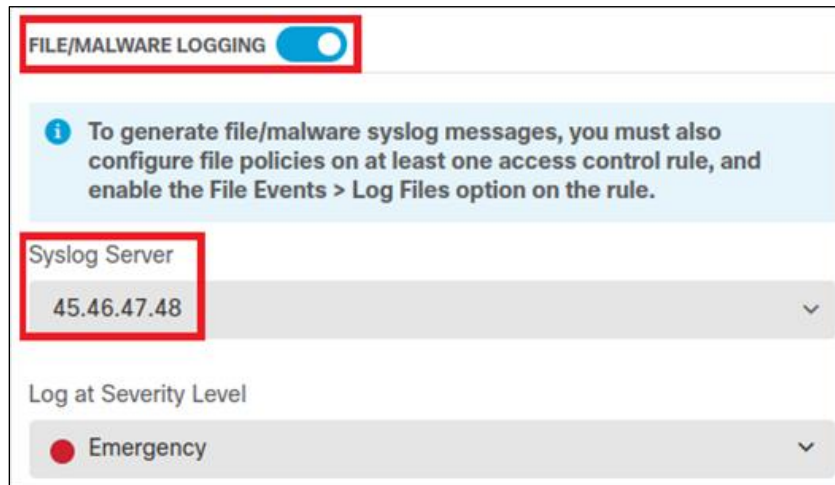 FILE/MALWARE LOGGING
To generate file/malware syslog messages, you must also
configure file policies on at least one access control rule, and
enable the File Events > Log Files option on the rule.
Syslog Server
45.46.47.48
Log at Severity Level
Emergency